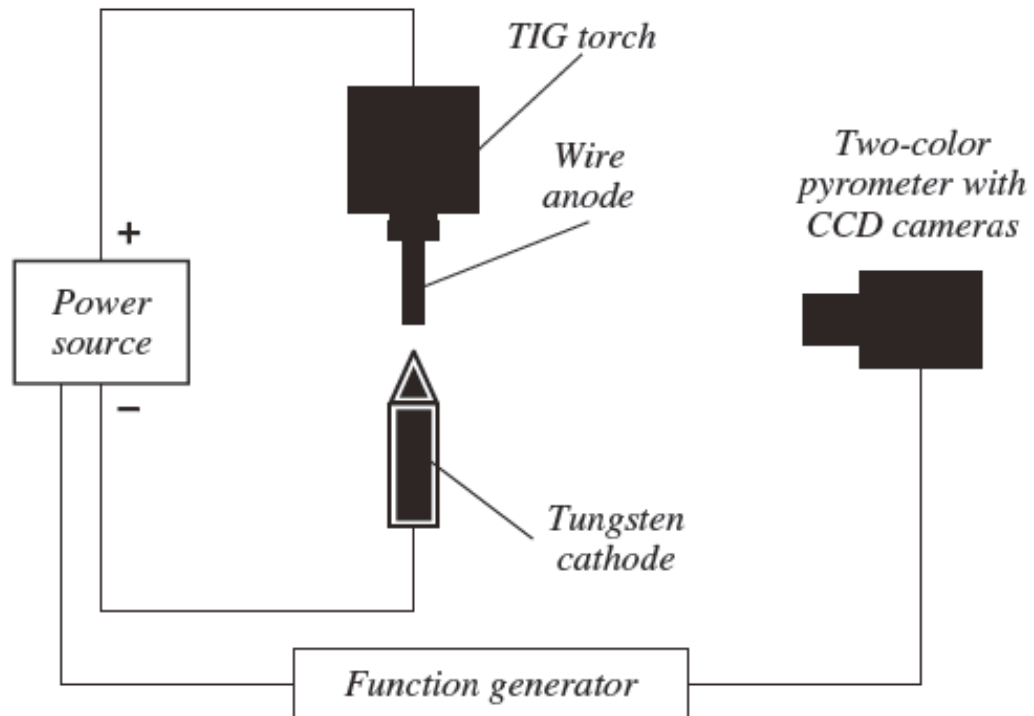 TIG torch
Wire
anode
Two-color
pyrometer with
CCD cameras
+
Power
source
−
Tungsten
cathode
Function generator